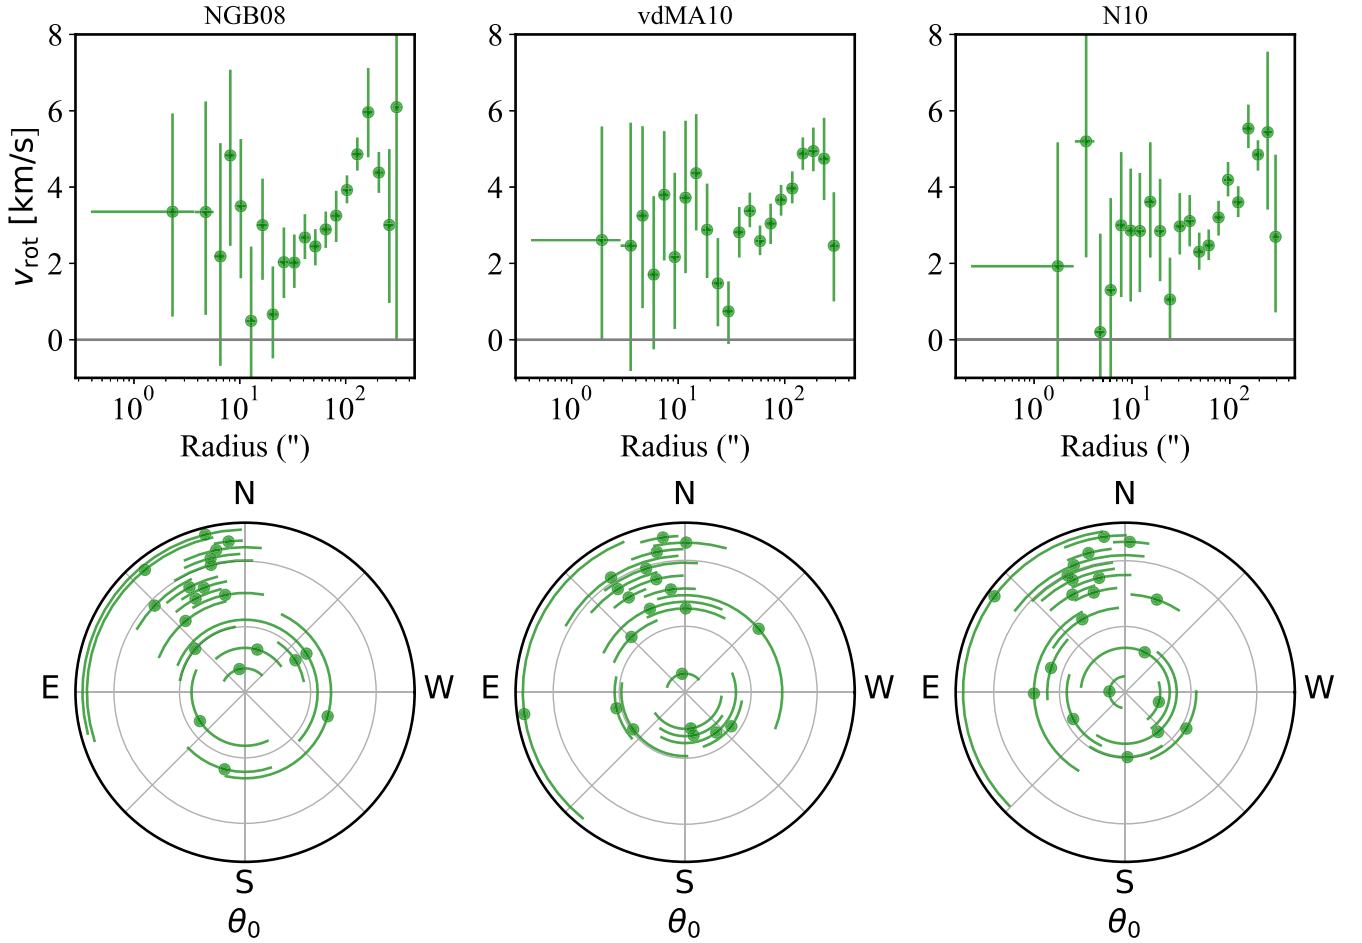 NGB08 vdMA10 N10
8 8 8
6 6 6
4 4 4
2 2 2
0 0 0
v_rot [km/s]
10^0 10^1 10^2 10^0 10^1 10^2 10^0 10^1 10^2
Radius (") Radius (") Radius (")
N N N
E W E W E W
S S S
θ_0 θ_0 θ_0